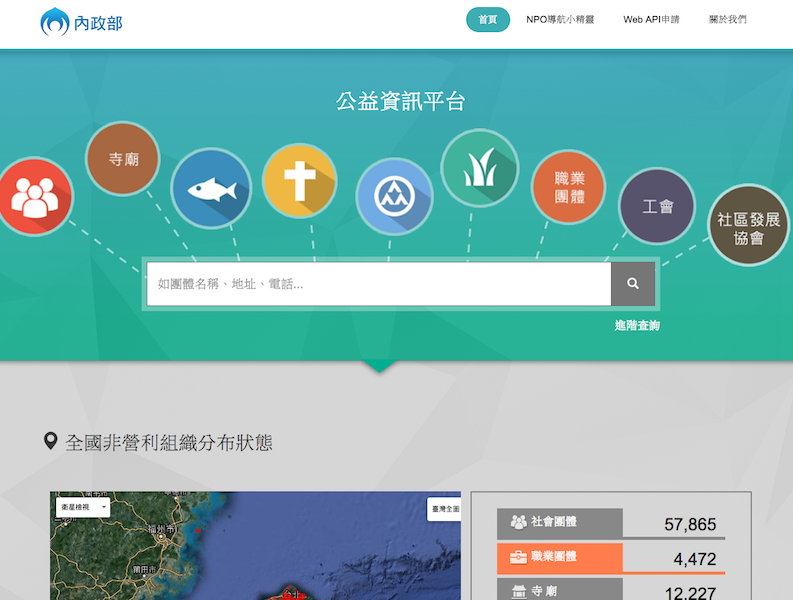 內政部
首頁
NPO導航小精靈
Web API申請
關於我們
公益資訊平台
寺廟
職業
團體
工會
社區發展
協會
如團體名稱、地址、電話...
進階查詢
全國非營利組織分布狀態
衛星檢視
臺灣全圖
福州市
莆田市
台北
社會團體
57,865
職業團體
4,472
寺廟
12,227